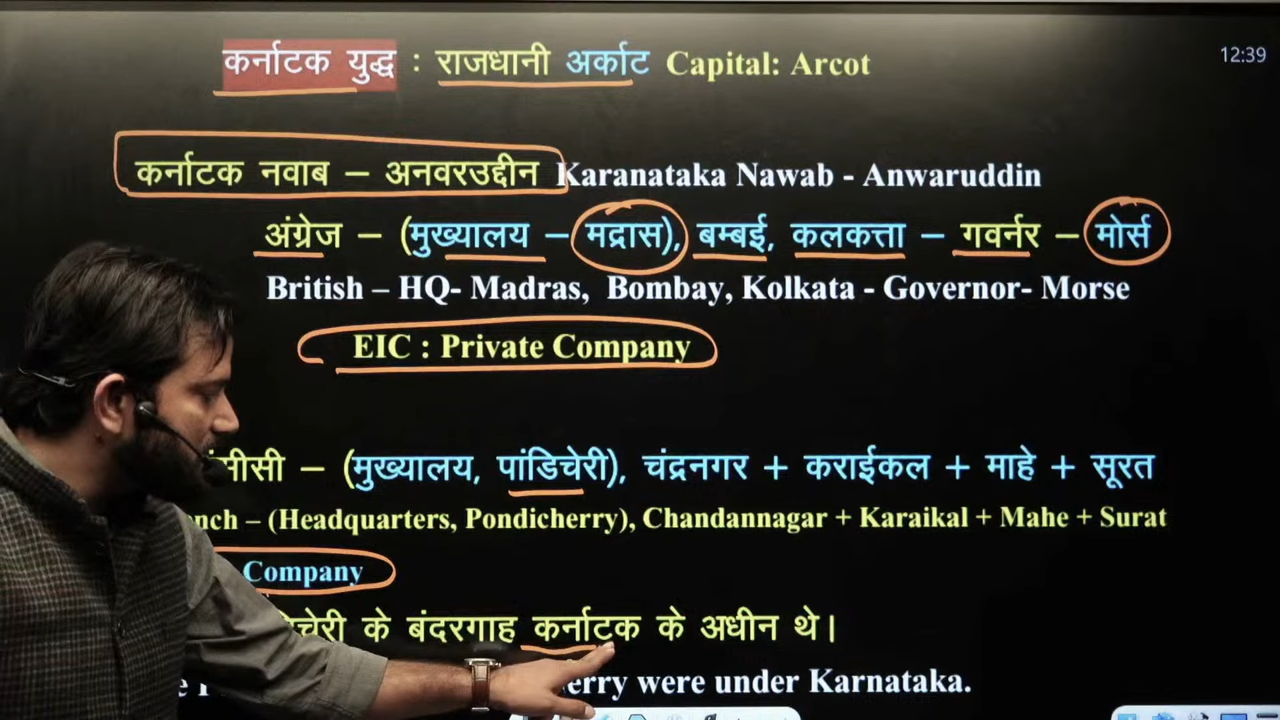 कर्नाटक युद्ध : राजधानी अर्काट Capital: Arcot
12:39
कर्नाटक नवाब – अनवरउद्दीन Karanataka Nawab - Anwaruddin
अंग्रेज – (मुख्यालय – मद्रास), बम्बई, कलकत्ता – गवर्नर – मोर्स
British – HQ- Madras, Bombay, Kolkata - Governor- Morse
EIC : Private Company
– (मुख्यालय, पांडिचेरी), चंद्रनगर + कराईकल + माहे + सूरत
– (Headquarters, Pondicherry), Chandannagar + Karaikal + Mahe + Surat
Company
के बंदरगाह कर्नाटक के अधीन थे।
were under Karnataka.